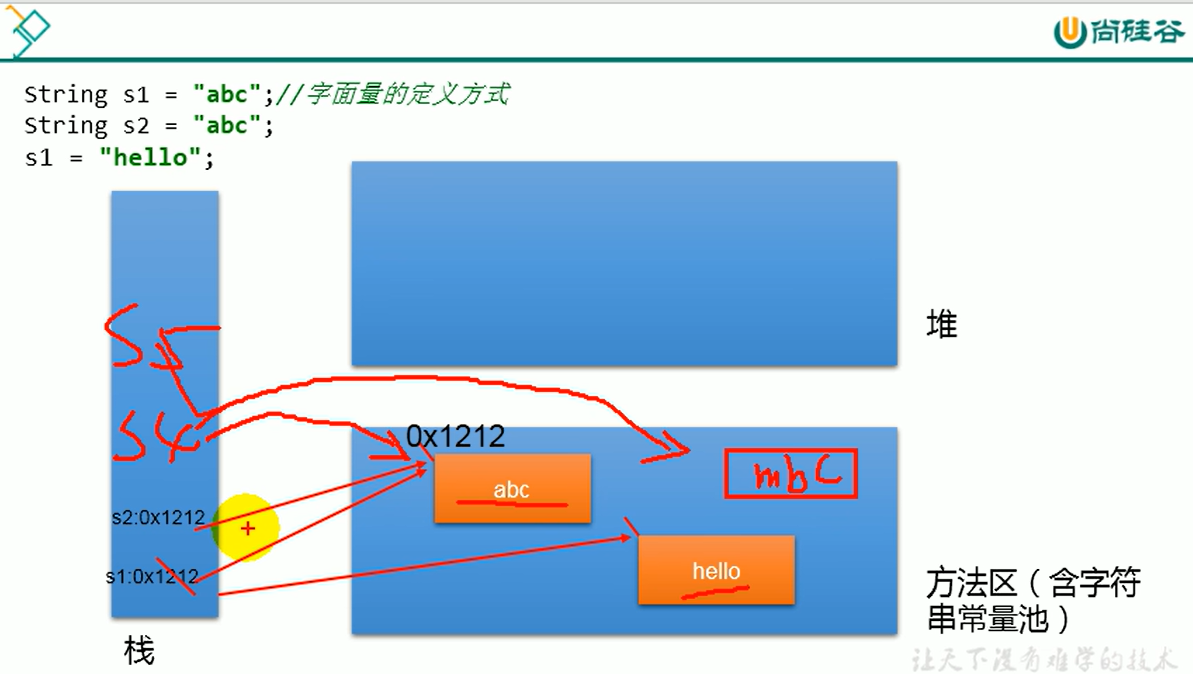 尚硅谷
String s1 = "abc";//字面量的定义方式
String s2 = "abc";
s1 = "hello";
堆
S5
S4
0x1212
abc
mbC
s2:0x1212
s1:0x1212
hello
方法区（含字符
串常量池）
栈
让天下没有难学的技术